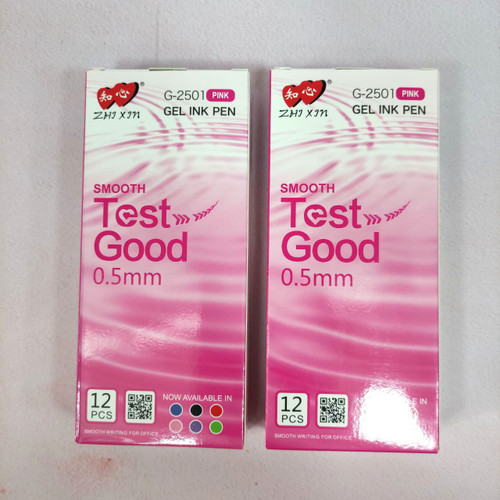 知心®
ZHI XIN
G-2501 PINK
GEL INK PEN
SMOOTH
Test
Good
0.5mm
12
PCS
NOW AVAILABLE IN
SMOOTH WRITING FOR OFFICE
知心®
ZHI XIN
G-2501 PINK
GEL INK PEN
SMOOTH
Test
Good
0.5mm
12
PCS
LE IN
SMOOTH WRITING FOR OFFICE